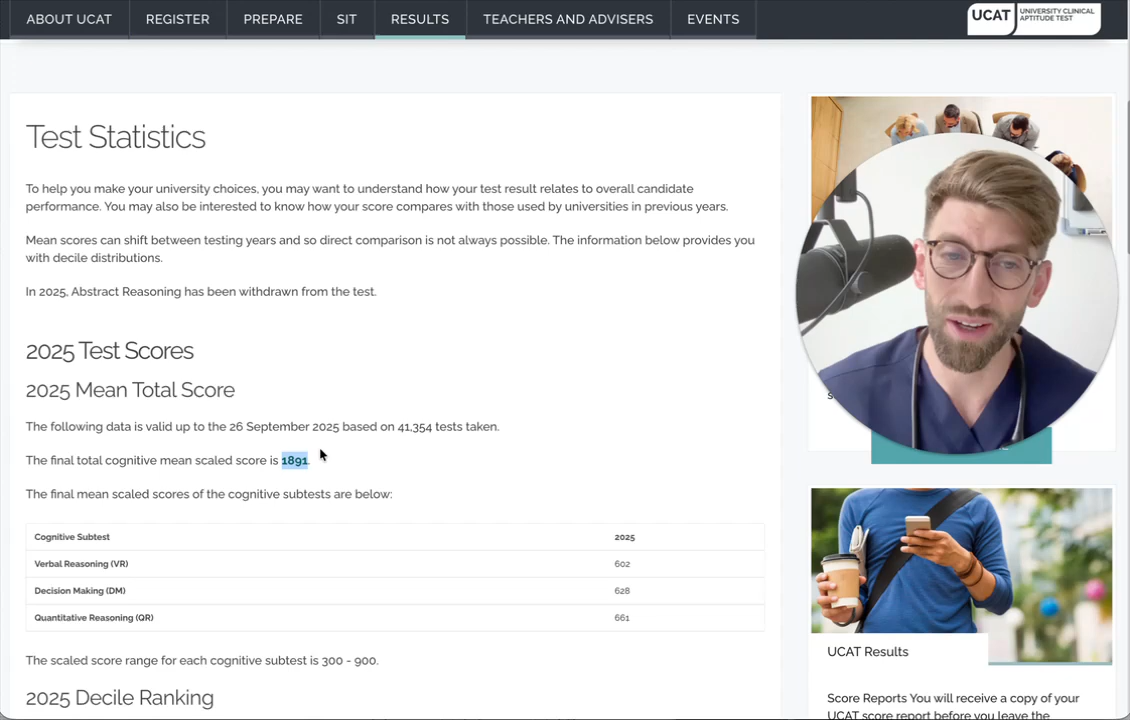 ABOUT UCAT
REGISTER
PREPARE
SIT
RESULTS
TEACHERS AND ADVISERS
EVENTS
UCAT
UNIVERSITY CLINICAL
APTITUDE TEST
Test Statistics
To help you make your university choices, you may want to understand how your test result relates to overall candidate
performance. You may also be interested to know how your score compares with those used by universities in previous years.
Mean scores can shift between testing years and so direct comparison is not always possible. The information below provides you
with decile distributions.
In 2025, Abstract Reasoning has been withdrawn from the test.
2025 Test Scores
2025 Mean Total Score
The following data is valid up to the 26 September 2025 based on 41,354 tests taken.
The final total cognitive mean scaled score is 1891.
The final mean scaled scores of the cognitive subtests are below:
Cognitive Subtest 2025
Verbal Reasoning (VR) 602
Decision Making (DM) 628
Quantitative Reasoning (QR) 661
The scaled score range for each cognitive subtest is 300 - 900.
2025 Decile Ranking
UCAT Results
Score Reports You will receive a copy of your
UCAT score report before you leave the